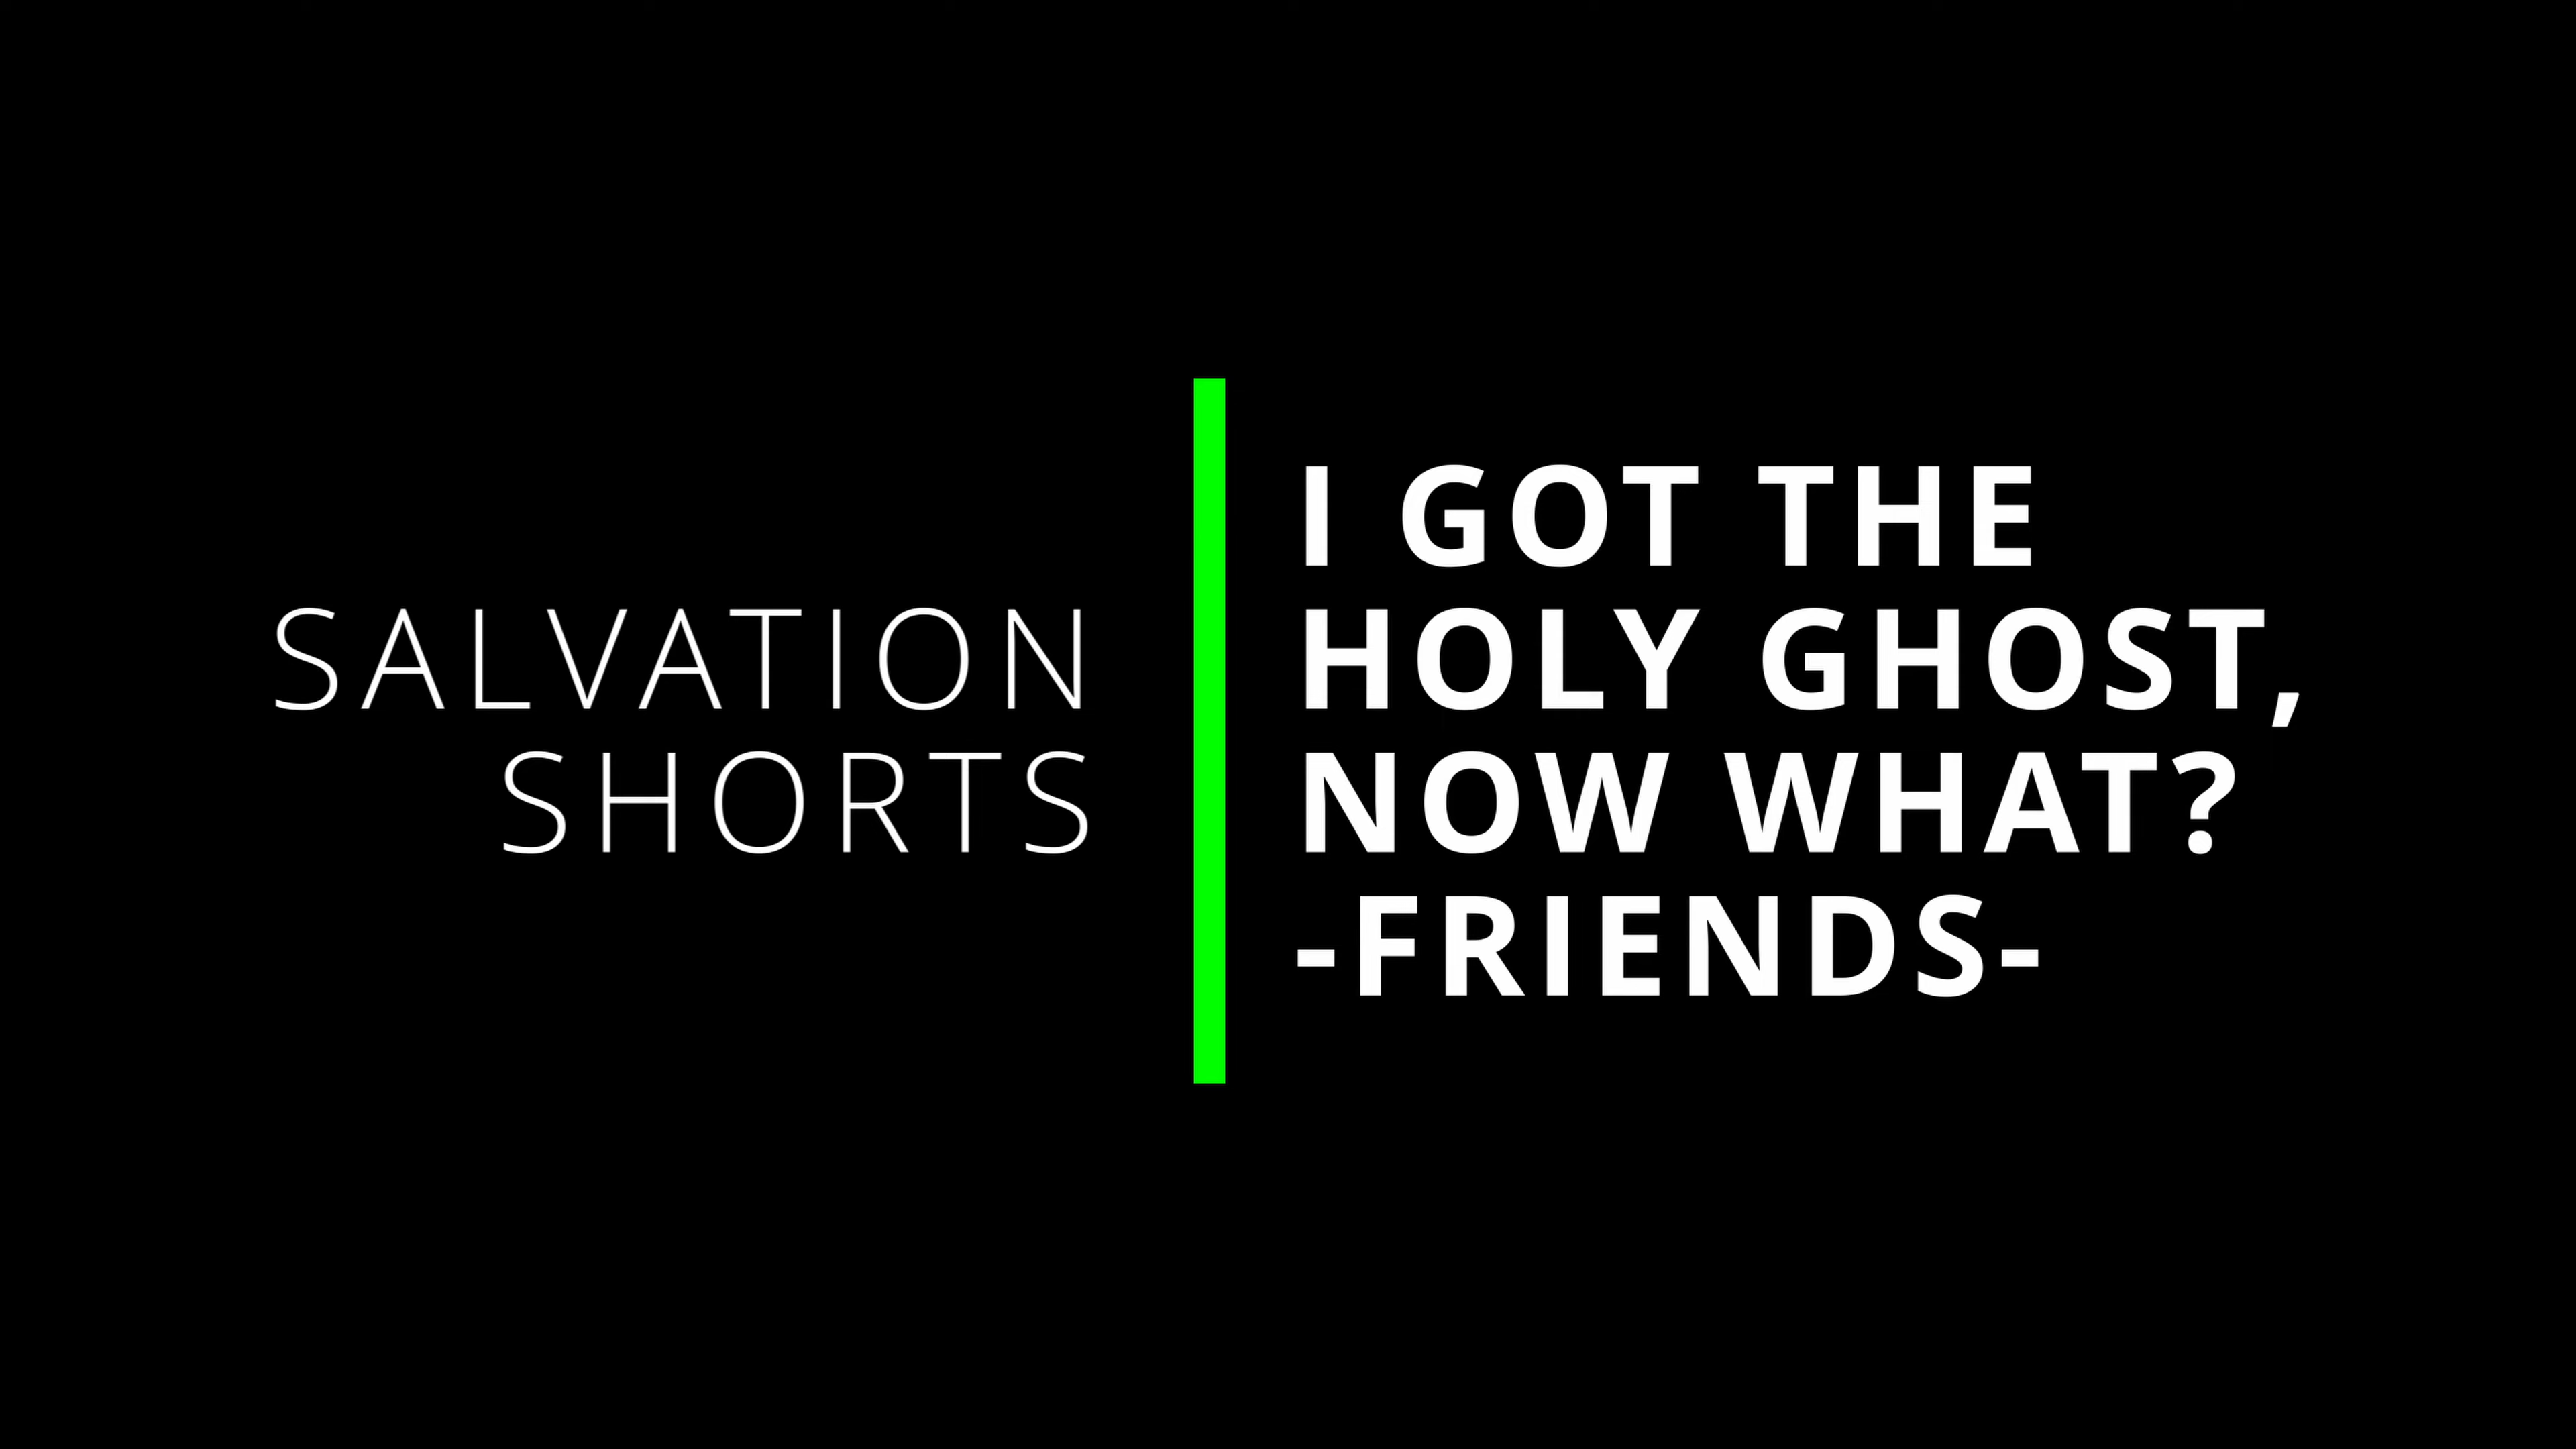 SALVATION
SHORTS
I GOT THE
HOLY GHOST,
NOW WHAT?
-FRIENDS-